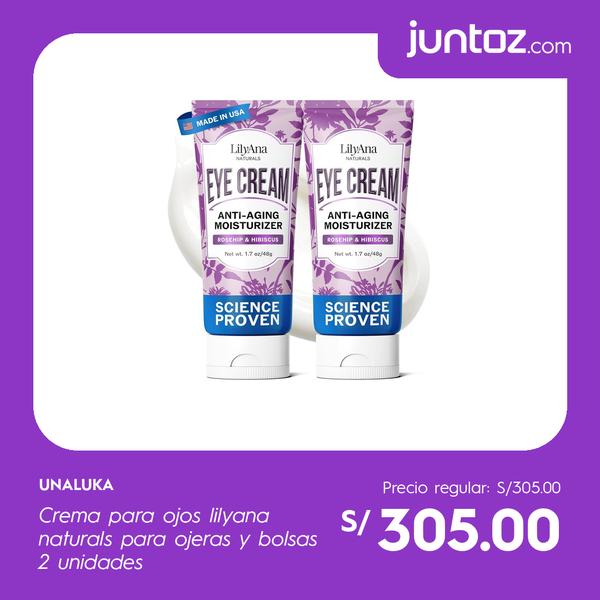 juntoz.com
MADE IN USA
LilyAna
NATURALS
EYE CREAM
ANTI-AGING
MOISTURIZER
ROSEHIP & HIBISCUS
Net wt. 1.7 oz/48g
SCIENCE
PROVEN
LilyAna
NATURALS
EYE CREAM
ANTI-AGING
MOISTURIZER
ROSEHIP & HIBISCUS
Net wt. 1.7 oz/48g
SCIENCE
PROVEN
UNALUKA
Crema para ojos lilyana
naturals para ojeras y bolsas
2 unidades
Precio regular: S/305.00
S/ 305.00